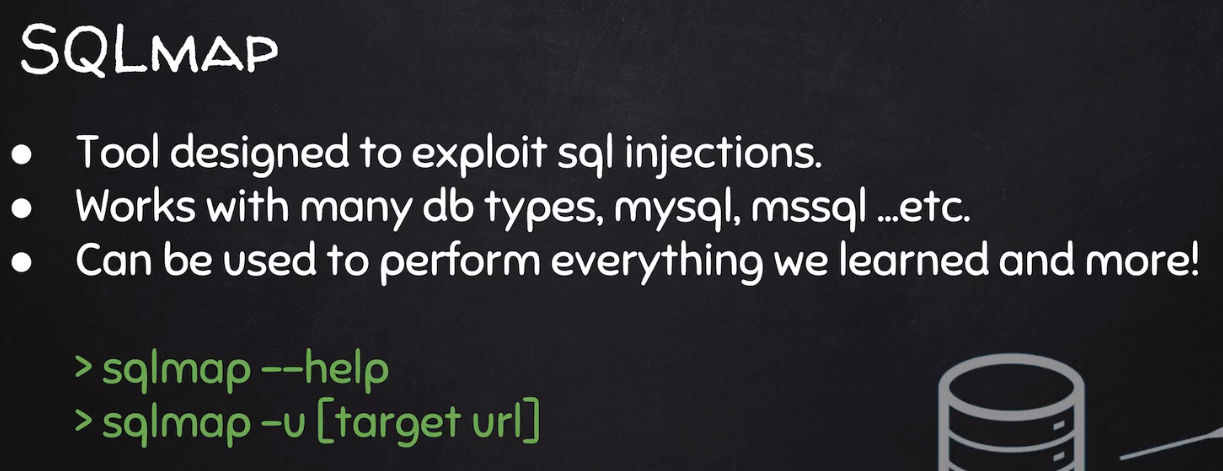 SQLMAP
● Tool designed to exploit sql injections.
● Works with many db types, mysql, mssql ...etc.
● Can be used to perform everything we learned and more!
> sqlmap --help
> sqlmap -u [target url]